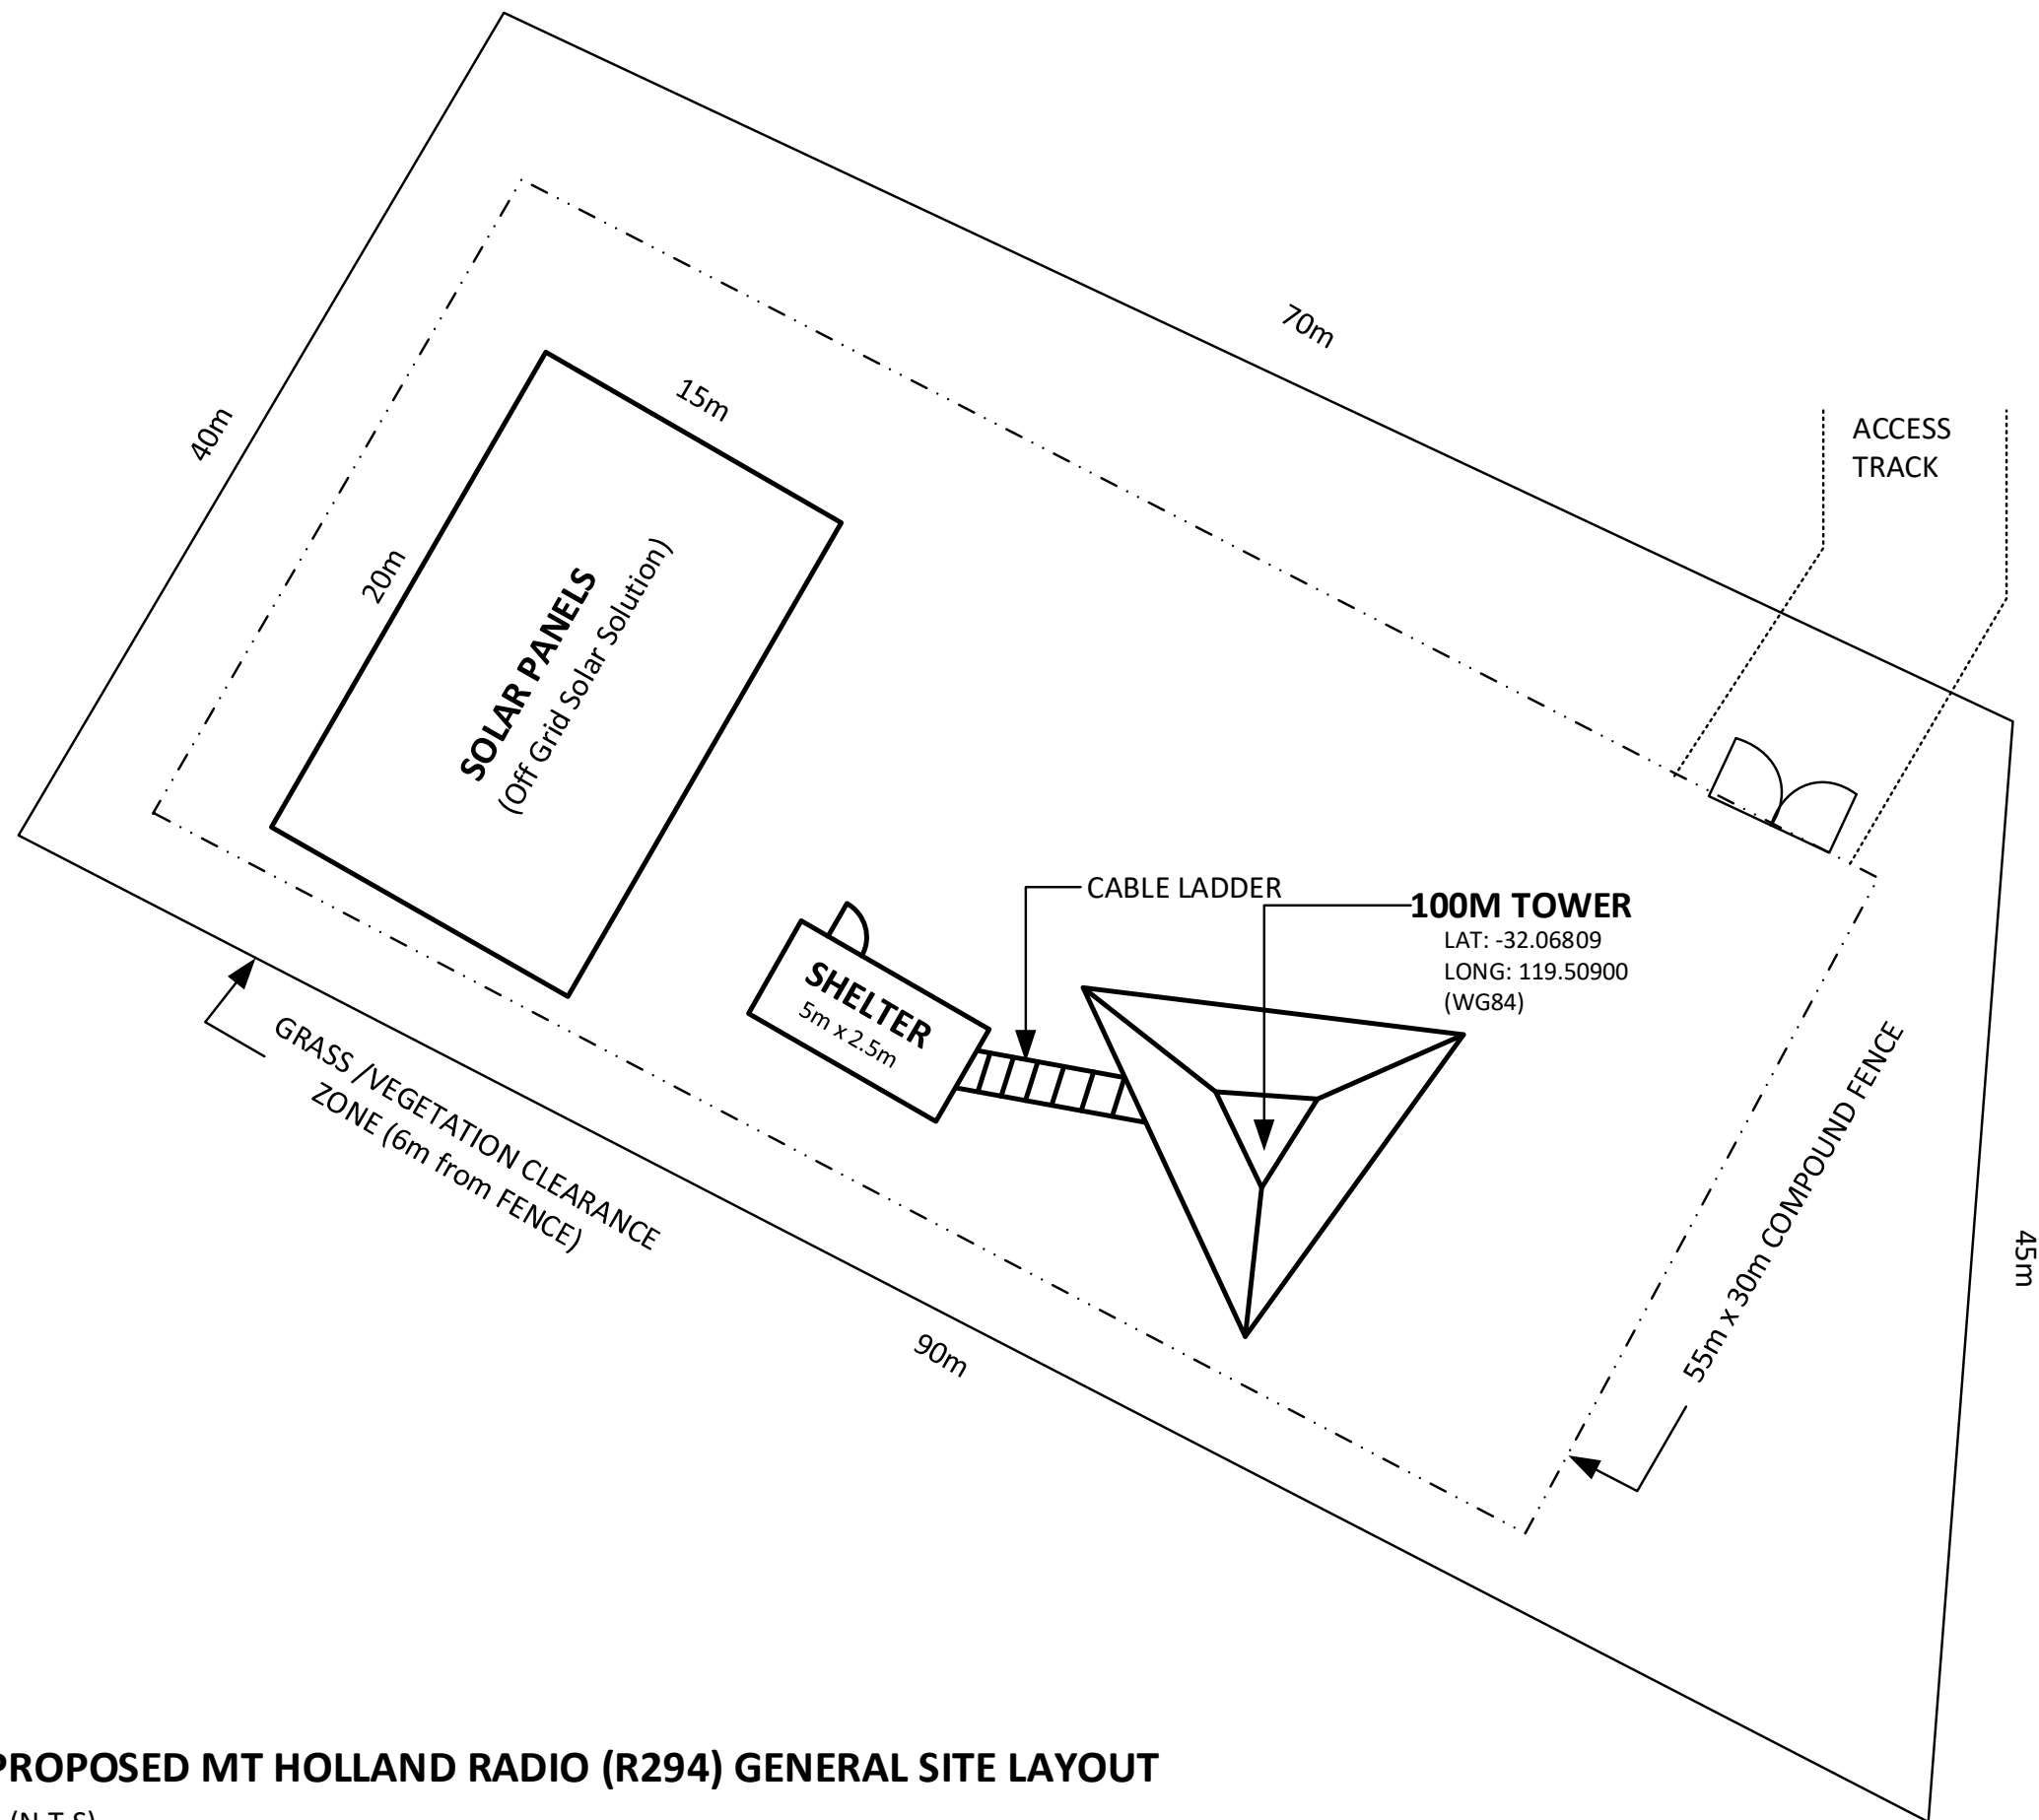 70m
40m
15m
ACCESS
TRACK
20m
SOLAR PANELS
(Off Grid Solar Solution)
CABLE LADDER
100M TOWER
LAT: -32.06809
LONG: 119.50900
(WG84)
SHELTER
5m x 2.5m
GRASS /VEGETATION CLEARANCE
ZONE (6m from FENCE)
55m x 30m COMPOUND FENCE
45m
90m
PROPOSED MT HOLLAND RADIO (R294) GENERAL SITE LAYOUT
(N.T.S)